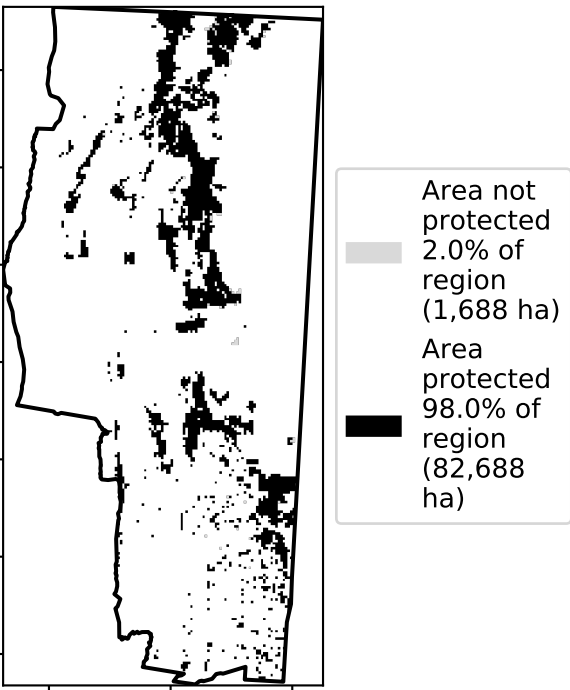 Area not
protected
2.0% of
region
(1,688 ha)
Area
protected
98.0% of
region
(82,688
ha)